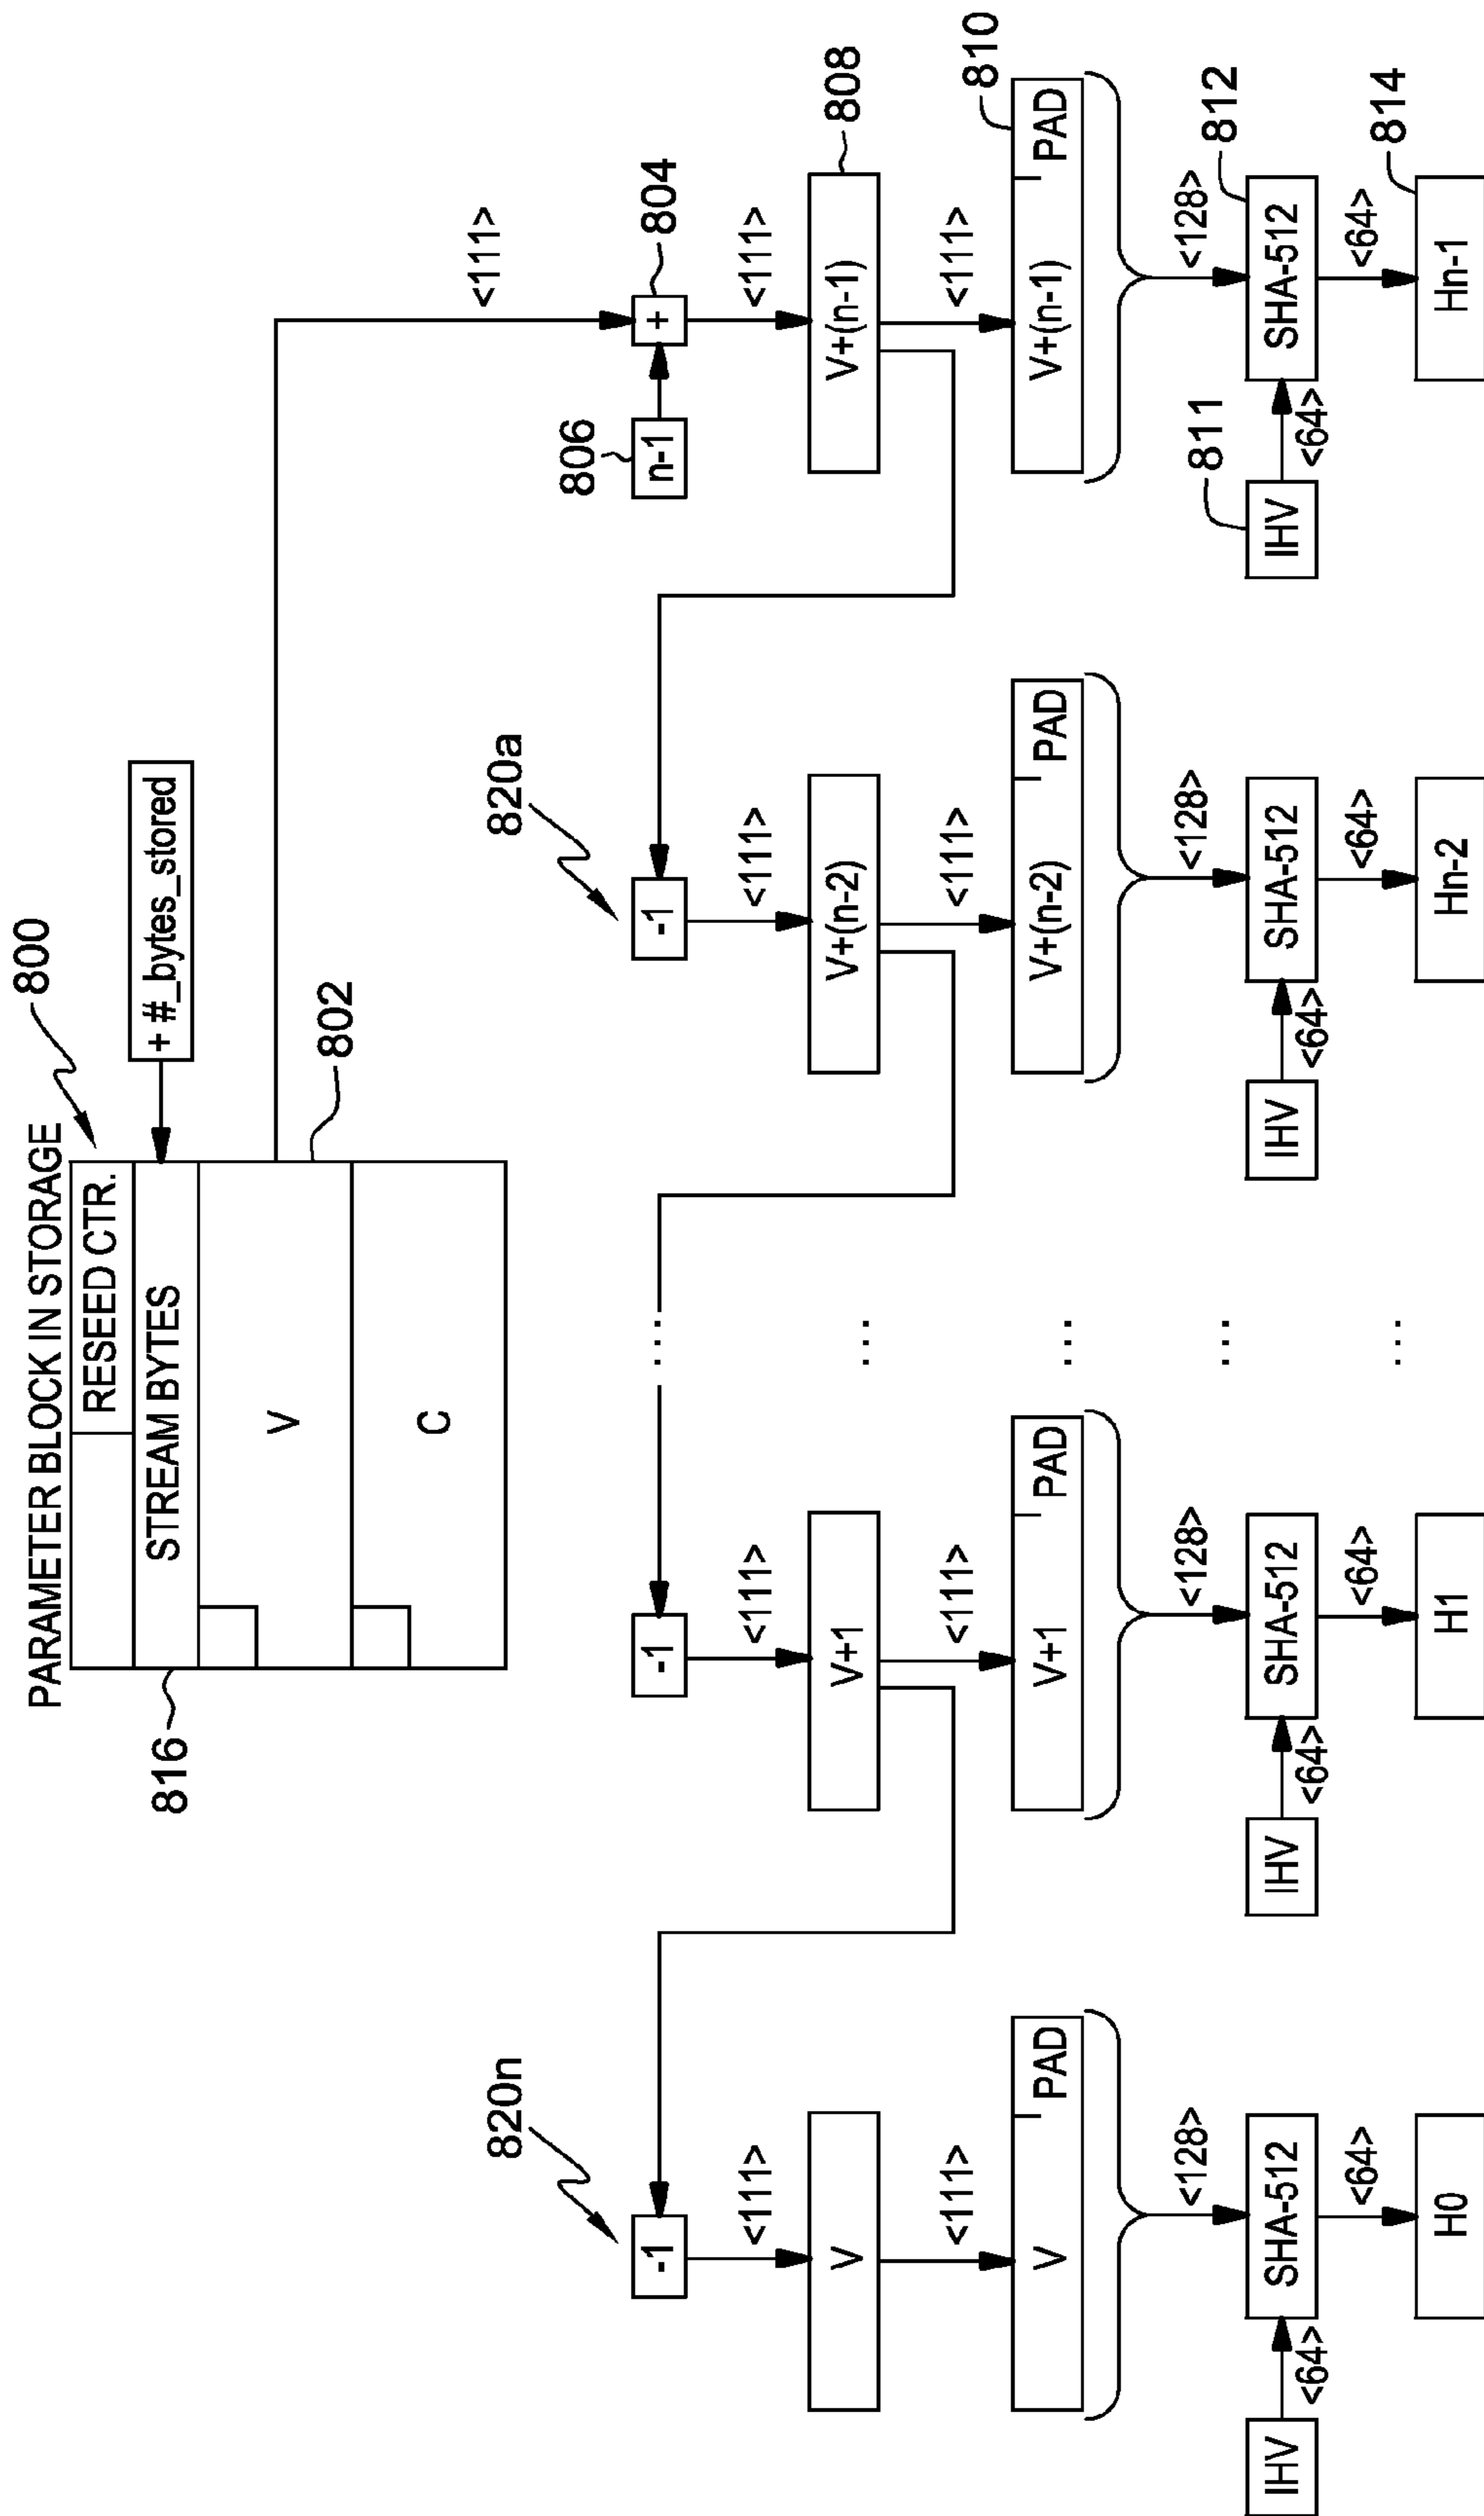 PARAMETER BLOCK IN STORAGE
800
RESEED CTR.
816
STREAM BYTES
+ #_bytes_stored
V
802
C
<111>
820n
820a
806
804
-1
-1
...
-1
n-1
+
<111>
<111>
<111>
<111>
808
V
V+1
...
V+(n-2)
V+(n-1)
<111>
<111>
<111>
<111>
810
V
PAD
V+1
PAD
...
V+(n-2)
PAD
V+(n-1)
PAD
<128>
<128>
<128>
<128>
811
812
IHV
<64>
SHA-512
IHV
<64>
SHA-512
...
IHV
<64>
SHA-512
IHV
<64>
SHA-512
<64>
<64>
<64>
<64>
814
H0
H1
...
Hn-2
Hn-1